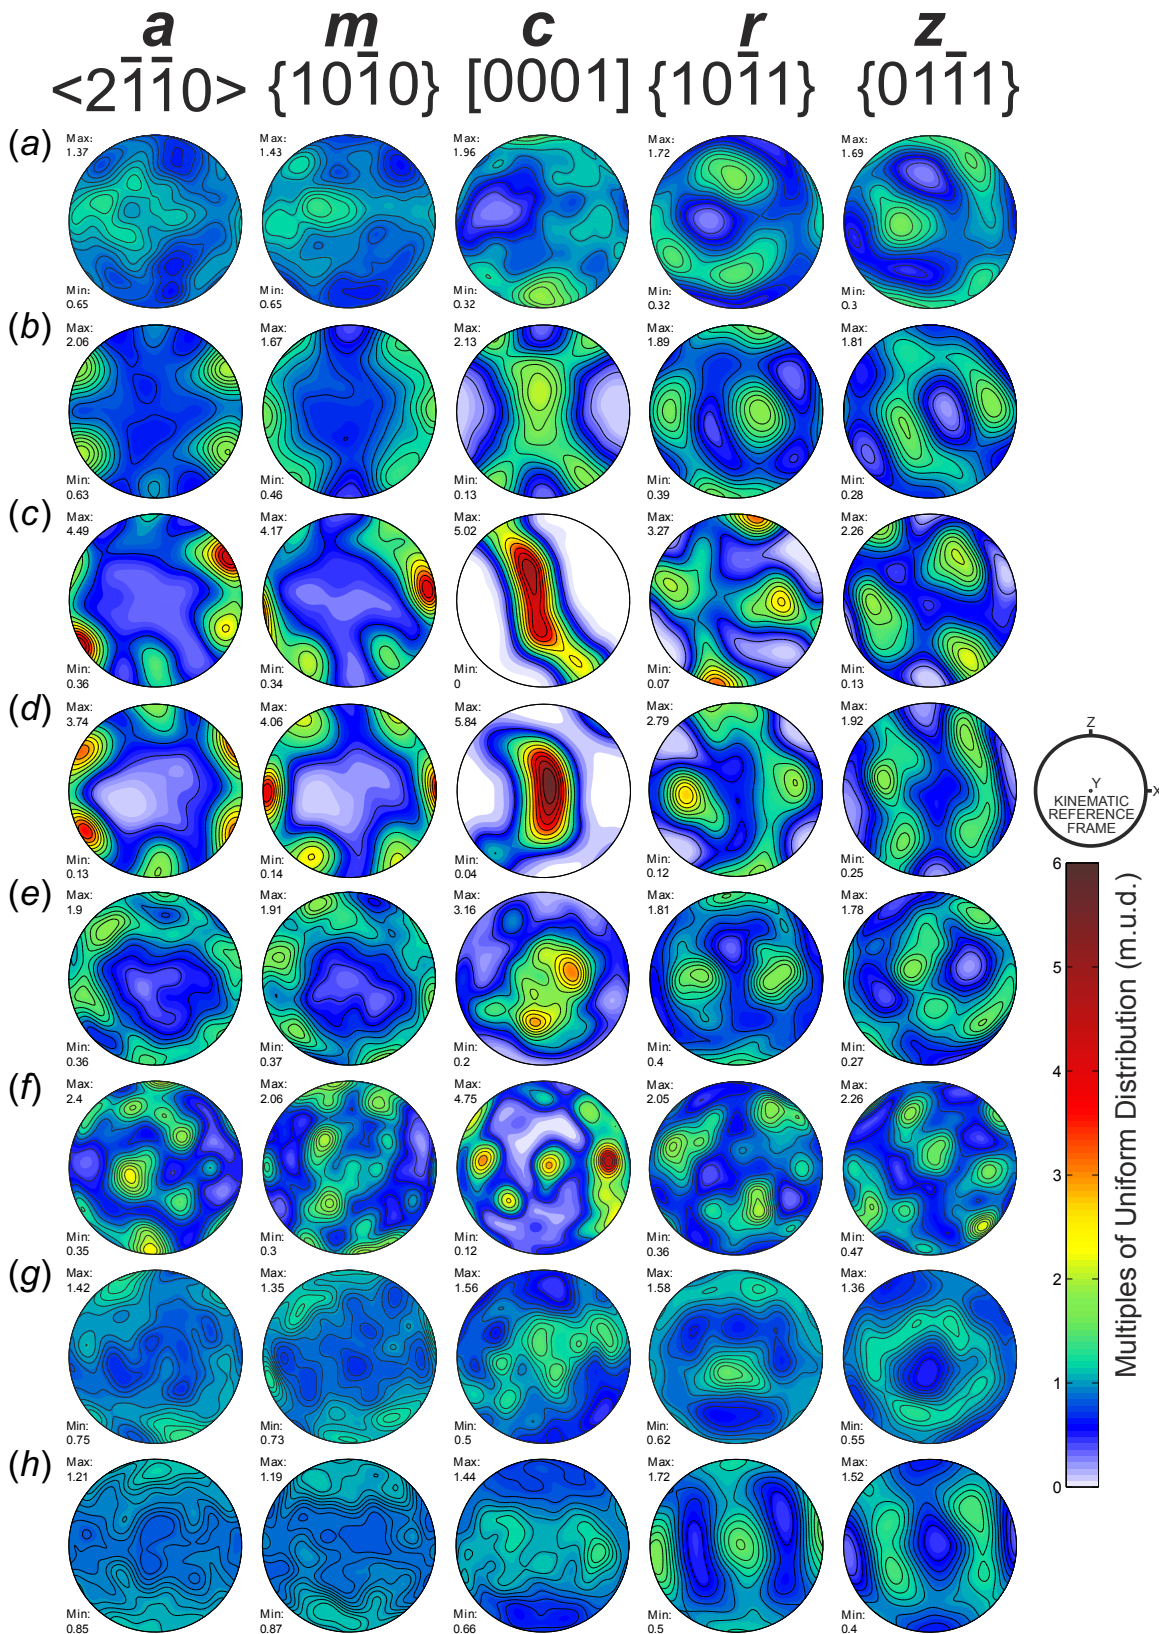 a m c r z
<21̄1̄0> {101̄0} [0001] {101̄1} {011̄1}
(a)
Max: 1.37 Max: 1.43 Max: 1.96 Max: 1.72 Max: 1.69
Min: 0.65 Min: 0.65 Min: 0.32 Min: 0.32 Min: 0.3
(b)
Max: 2.06 Max: 1.67 Max: 2.13 Max: 1.89 Max: 1.81
Min: 0.63 Min: 0.46 Min: 0.13 Min: 0.39 Min: 0.28
(c)
Max: 4.49 Max: 4.17 Max: 5.02 Max: 3.27 Max: 2.26
Min: 0.36 Min: 0.34 Min: 0 Min: 0.07 Min: 0.13
(d)
Max: 3.74 Max: 4.06 Max: 5.84 Max: 2.79 Max: 1.92
Min: 0.13 Min: 0.14 Min: 0.04 Min: 0.12 Min: 0.25
Z
Y
X
KINEMATIC
REFERENCE
FRAME
(e)
Max: 1.9 Max: 1.91 Max: 3.16 Max: 1.81 Max: 1.78
Min: 0.36 Min: 0.37 Min: 0.2 Min: 0.4 Min: 0.27
(f)
Max: 2.4 Max: 2.06 Max: 4.75 Max: 2.05 Max: 2.26
Min: 0.35 Min: 0.3 Min: 0.12 Min: 0.36 Min: 0.47
(g)
Max: 1.42 Max: 1.35 Max: 1.56 Max: 1.58 Max: 1.36
Min: 0.75 Min: 0.73 Min: 0.5 Min: 0.62 Min: 0.55
(h)
Max: 1.21 Max: 1.19 Max: 1.44 Max: 1.72 Max: 1.52
Min: 0.85 Min: 0.87 Min: 0.66 Min: 0.5 Min: 0.4
6
5
4
3
2
1
0
Multiples of Uniform Distribution (m.u.d.)